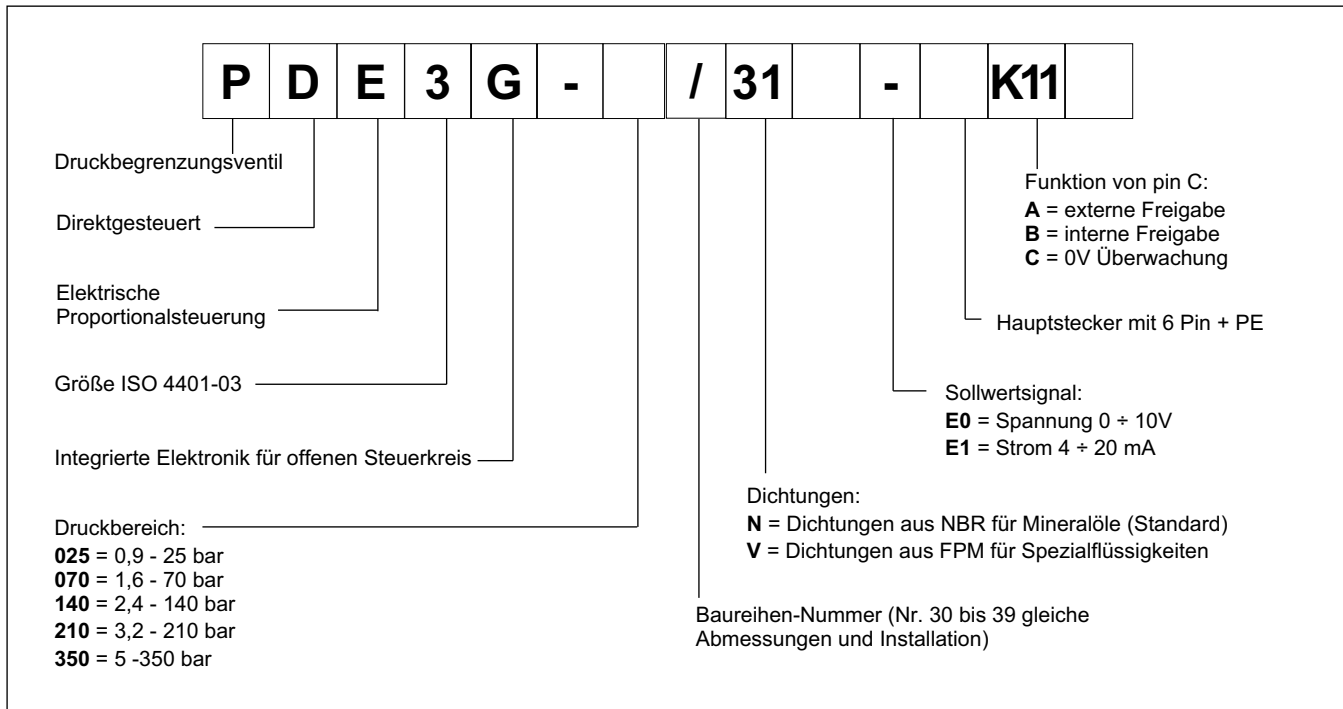 P D E 3 G - / 31 - K11
Druckbegrenzungsventil
Direktgesteuert
Elektrische
Proportionalsteuerung
Größe ISO 4401-03
Integrierte Elektronik für offenen Steuerkreis
Druckbereich:
025 = 0,9 - 25 bar
070 = 1,6 - 70 bar
140 = 2,4 - 140 bar
210 = 3,2 - 210 bar
350 = 5 -350 bar
Baureihen-Nummer (Nr. 30 bis 39 gleiche
Abmessungen und Installation)
Dichtungen:
N = Dichtungen aus NBR für Mineralöle (Standard)
V = Dichtungen aus FPM für Spezialflüssigkeiten
Sollwertsignal:
E0 = Spannung 0 ÷ 10V
E1 = Strom 4 ÷ 20 mA
Hauptstecker mit 6 Pin + PE
Funktion von pin C:
A = externe Freigabe
B = interne Freigabe
C = 0V Überwachung